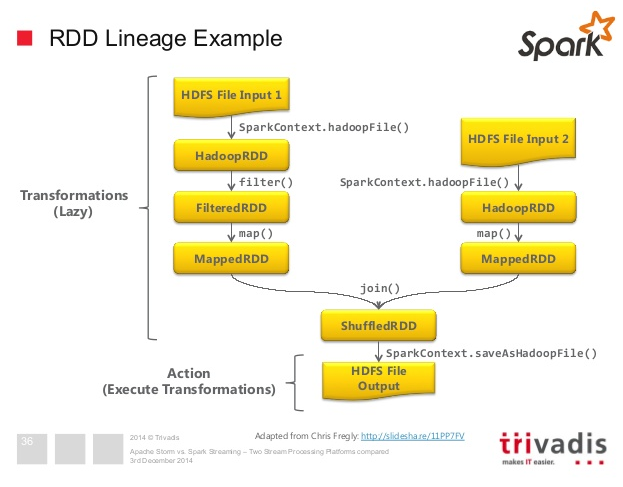 RDD Lineage Example
Spark
HDFS File Input 1
SparkContext.hadoopFile()
HadoopRDD
filter()
FilteredRDD
map()
MappedRDD
HDFS File Input 2
SparkContext.hadoopFile()
HadoopRDD
map()
MappedRDD
Transformations
(Lazy)
join()
ShuffledRDD
SparkContext.saveAsHadoopFile()
Action
(Execute Transformations)
HDFS File
Output
36
2014 © Trivadis
Apache Storm vs. Spark Streaming – Two Stream Processing Platforms compared
3rd December 2014
Adapted from Chris Fregly: http://slidesha.re/11PP7FV
trivadis
makes IT easier.